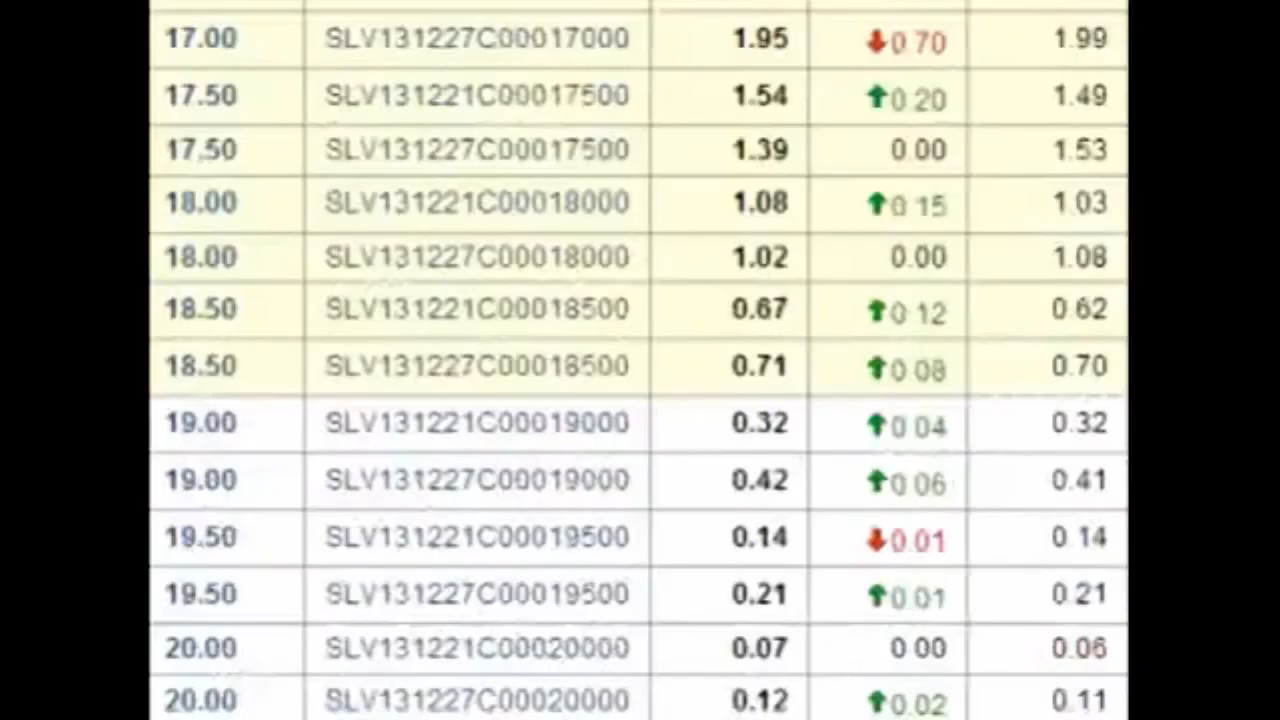 17.00 SLV131227C00017000 1.95 0.70 1.99
17.50 SLV131221C00017500 1.54 0.20 1.49
17.50 SLV131227C00017500 1.39 0.00 1.53
18.00 SLV131221C00018000 1.08 0.15 1.03
18.00 SLV131227C00018000 1.02 0.00 1.08
18.50 SLV131221C00018500 0.67 0.12 0.62
18.50 SLV131227C00018500 0.71 0.08 0.70
19.00 SLV131221C00019000 0.32 0.04 0.32
19.00 SLV131227C00019000 0.42 0.06 0.41
19.50 SLV131221C00019500 0.14 0.01 0.14
19.50 SLV131227C00019500 0.21 0.01 0.21
20.00 SLV131221C00020000 0.07 0.00 0.06
20.00 SLV131227C00020000 0.12 0.02 0.11